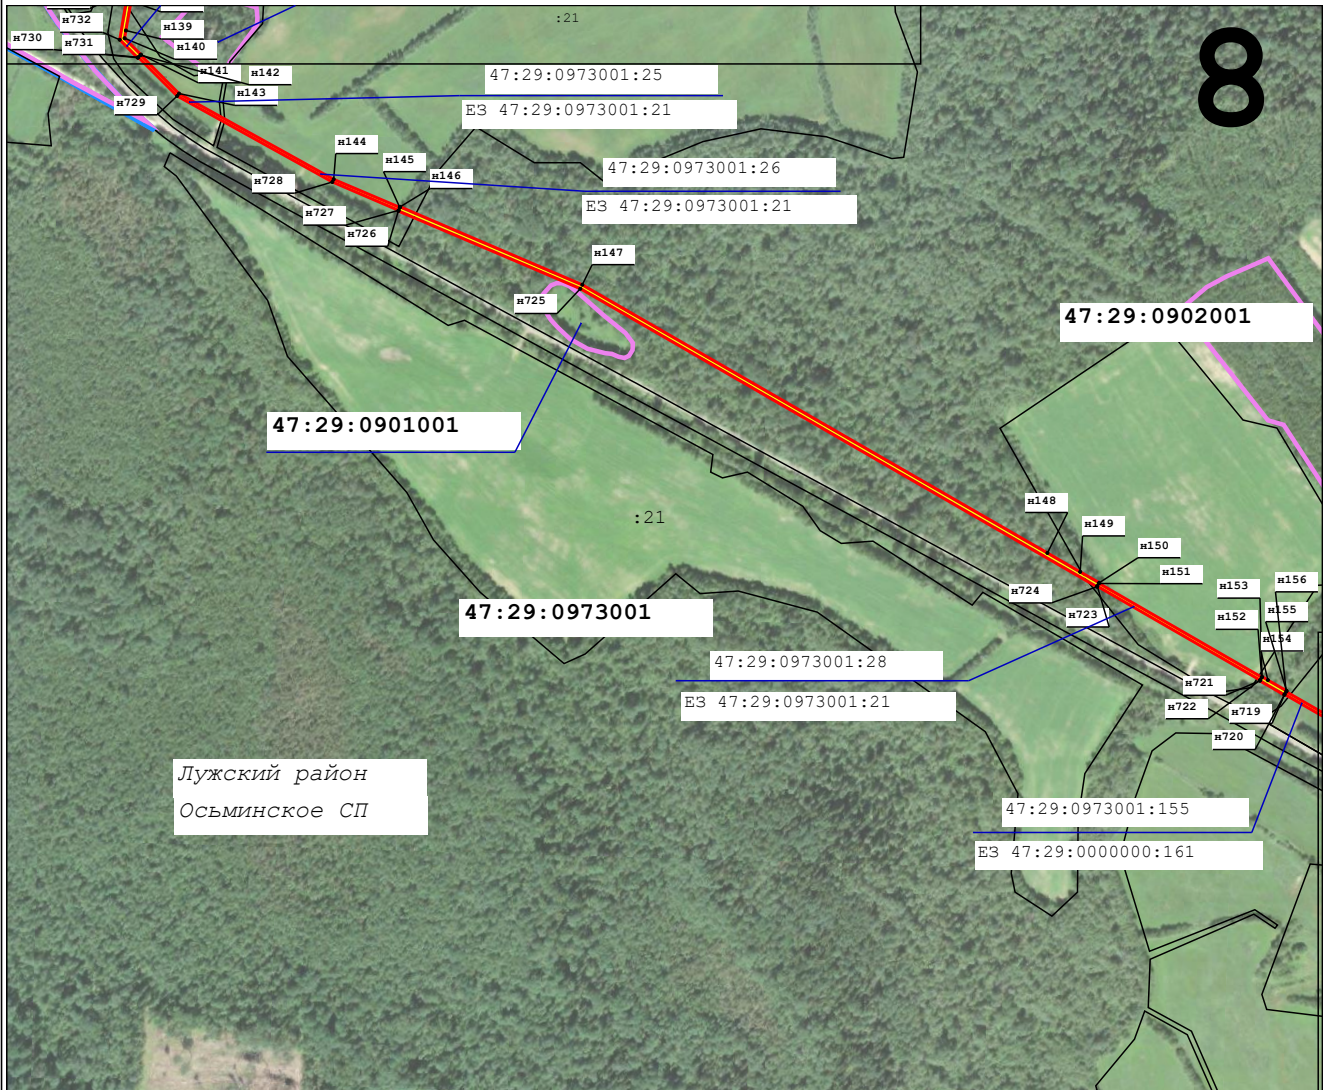 :21
8
н732
н139
н730
н731
н140
н141
н142
н143
н729
47:29:0973001:25
ЕЗ 47:29:0973001:21
н144
н145
н146
н728
н727
н726
47:29:0973001:26
ЕЗ 47:29:0973001:21
н147
н725
47:29:0902001
47:29:0901001
:21
н148
н149
н150
н151
н724
н723
47:29:0973001
н153
н156
н152
н155
н154
47:29:0973001:28
ЕЗ 47:29:0973001:21
н721
н722
н719
н720
Лужский район
Осьминское СП
47:29:0973001:155
ЕЗ 47:29:0000000:161